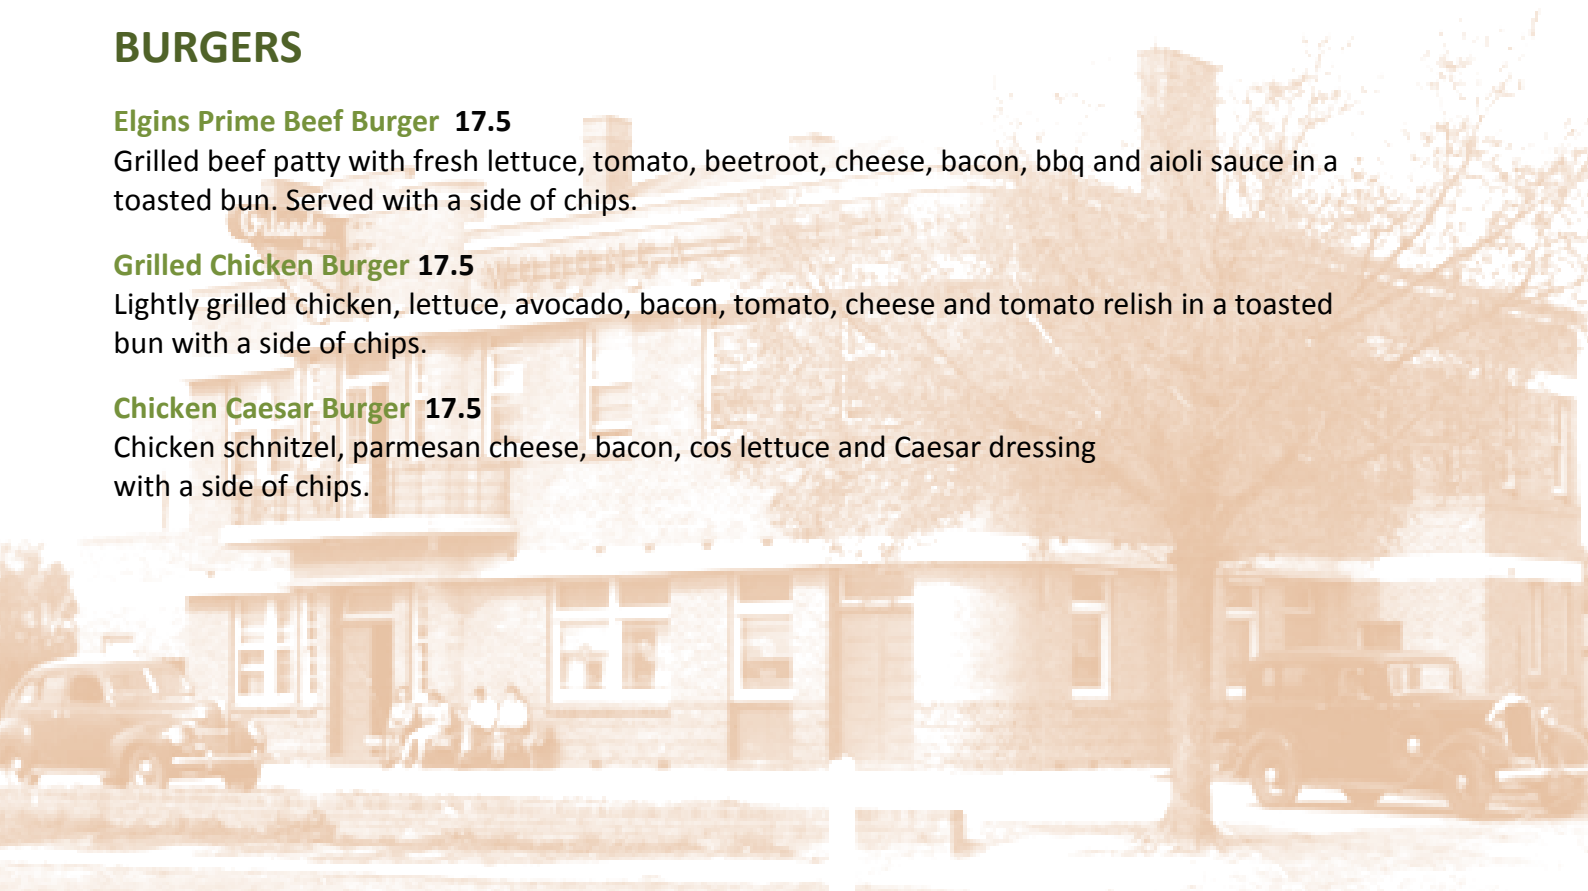 BURGERS
Elgins Prime Beef Burger 17.5
Grilled beef patty with fresh lettuce, tomato, beetroot, cheese, bacon, bbq and aioli sauce in a
toasted bun. Served with a side of chips.
Grilled Chicken Burger 17.5
Lightly grilled chicken, lettuce, avocado, bacon, tomato, cheese and tomato relish in a toasted
bun with a side of chips.
Chicken Caesar Burger 17.5
Chicken schnitzel, parmesan cheese, bacon, cos lettuce and Caesar dressing
with a side of chips.